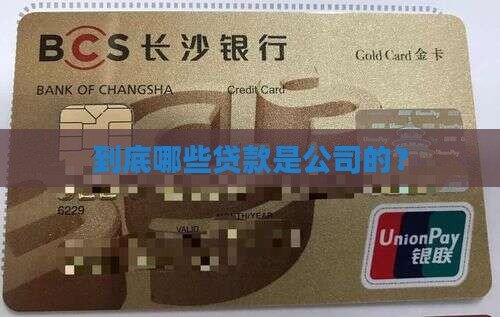 BCS 长沙银行
Gold Card 金卡
BANK OF CHANGSHA
Credit Card
UnionPay
到底哪些贷款是公司的？
6229
MONTH/YEAR
VALID
UnionPay
银联